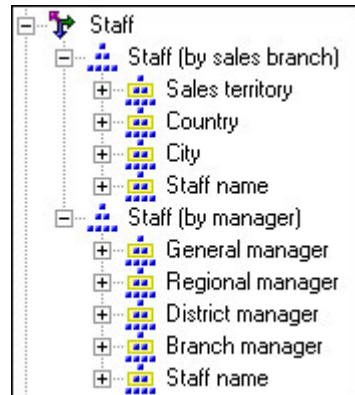 Staff
Staff (by sales branch)
Sales territory
Country
City
Staff name
Staff (by manager)
General manager
Regional manager
District manager
Branch manager
Staff name